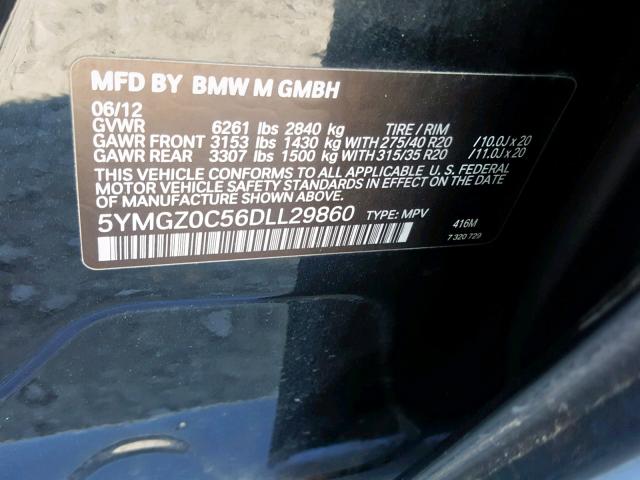 MFD BY BMW M GMBH
06/12
GVWR 6261 lbs 2840 kg TIRE / RIM
GAWR FRONT 3153 lbs 1430 kg WITH 275/40 R20 /10.0J x 20
GAWR REAR 3307 lbs 1500 kg WITH 315/35 R20 /11.0J x 20
THIS VEHICLE CONFORMS TO ALL APPLICABLE U. S. FEDERAL
MOTOR VEHICLE SAFETY STANDARDS IN EFFECT ON THE DATE OF
MANUFACTURE SHOWN ABOVE.
5YMGZ0C56DLL29860 TYPE: MPV 416M
7 320 729